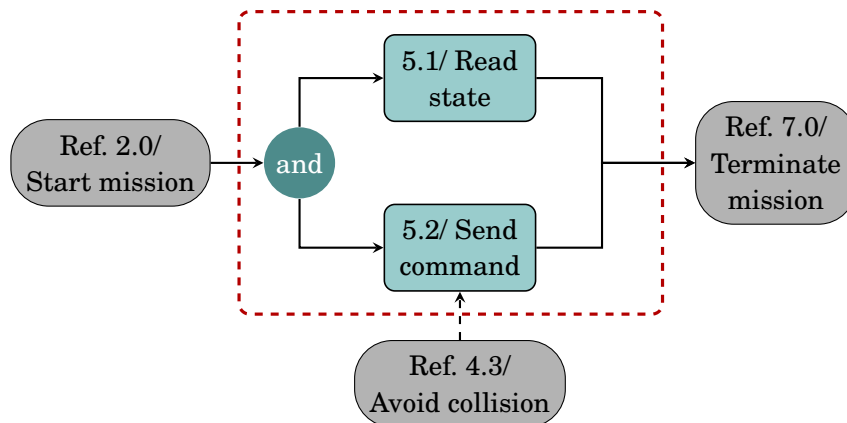 5.1/ Read
state
Ref. 2.0/
Start mission
and
Ref. 7.0/
Terminate
mission
5.2/ Send
command
Ref. 4.3/
Avoid collision